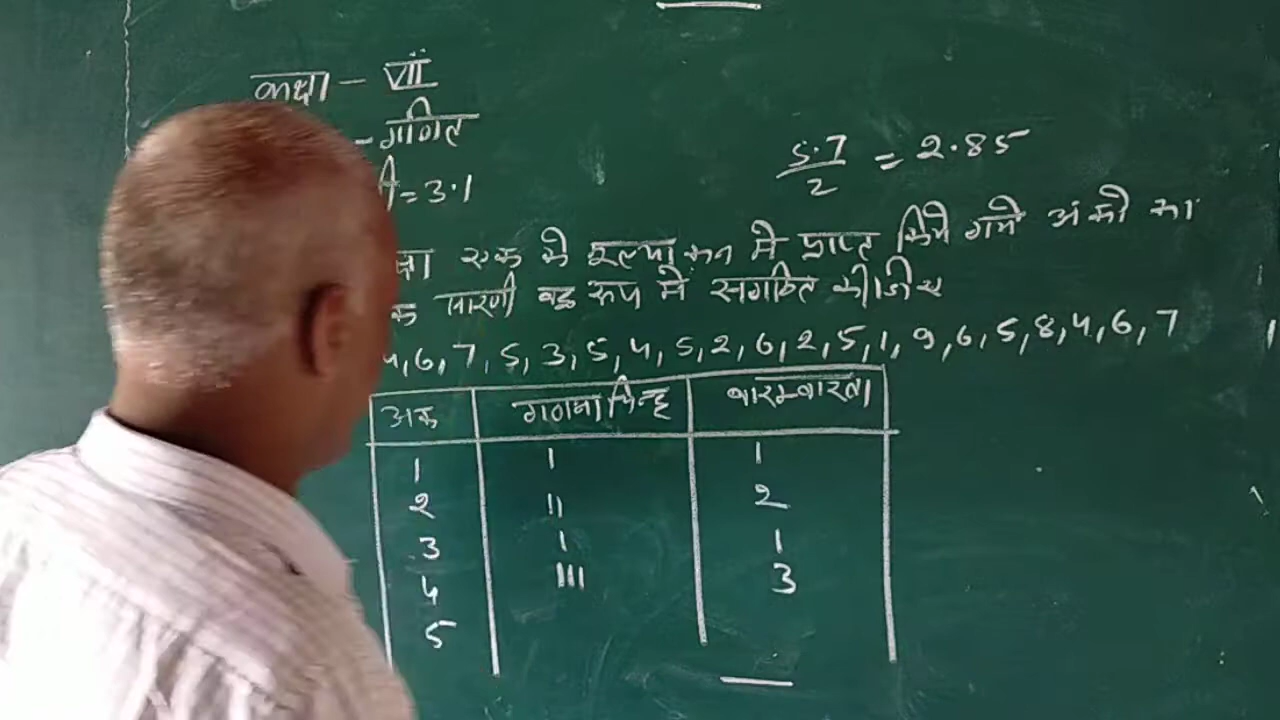 कक्षा - VII
- गणित
= 3.1
5.7/2 = 2.85
एक में मूल्यांकन में प्राप्त किये गये अंकों का
सारणी बद्ध रूप में संगठित कीजिए
4, 6, 7, 5, 3, 5, 4, 5, 2, 6, 2, 5, 1, 9, 6, 5, 8, 4, 6, 7
अंक गणना चिन्ह बारम्बारता
1 | 1
2 || 2
3 | 1
4 ||| 3
5